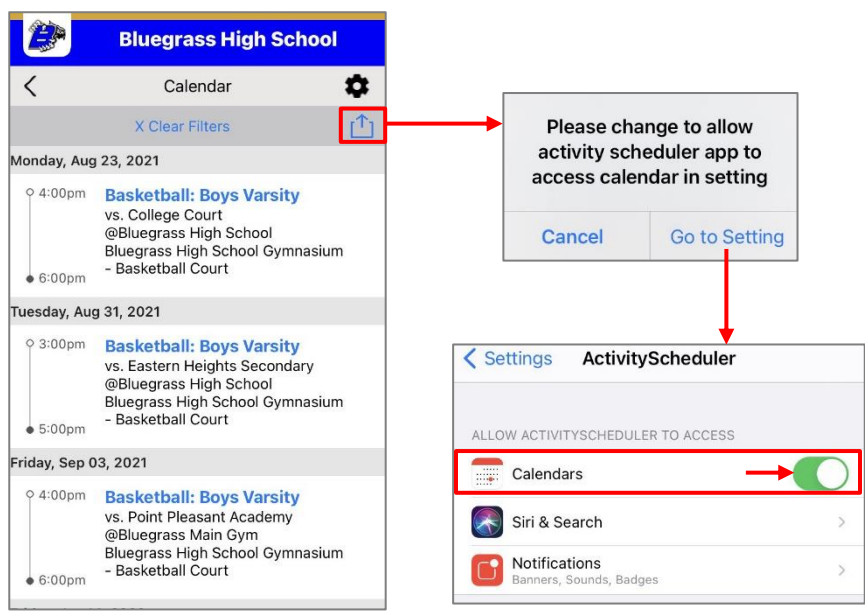 B
Bluegrass High School
Calendar
X Clear Filters
Monday, Aug 23, 2021
4:00pm
Basketball: Boys Varsity
vs. College Court
@Bluegrass High School
Bluegrass High School Gymnasium
- Basketball Court
6:00pm
Tuesday, Aug 31, 2021
3:00pm
Basketball: Boys Varsity
vs. Eastern Heights Secondary
@Bluegrass High School
Bluegrass High School Gymnasium
- Basketball Court
5:00pm
Friday, Sep 03, 2021
4:00pm
Basketball: Boys Varsity
vs. Point Pleasant Academy
@Bluegrass Main Gym
Bluegrass High School Gymnasium
- Basketball Court
6:00pm
Please change to allow
activity scheduler app to
access calendar in setting
Cancel
Go to Setting
Settings
ActivityScheduler
ALLOW ACTIVITYSCHEDULER TO ACCESS
Calendars
Siri & Search
Notifications
Banners, Sounds, Badges